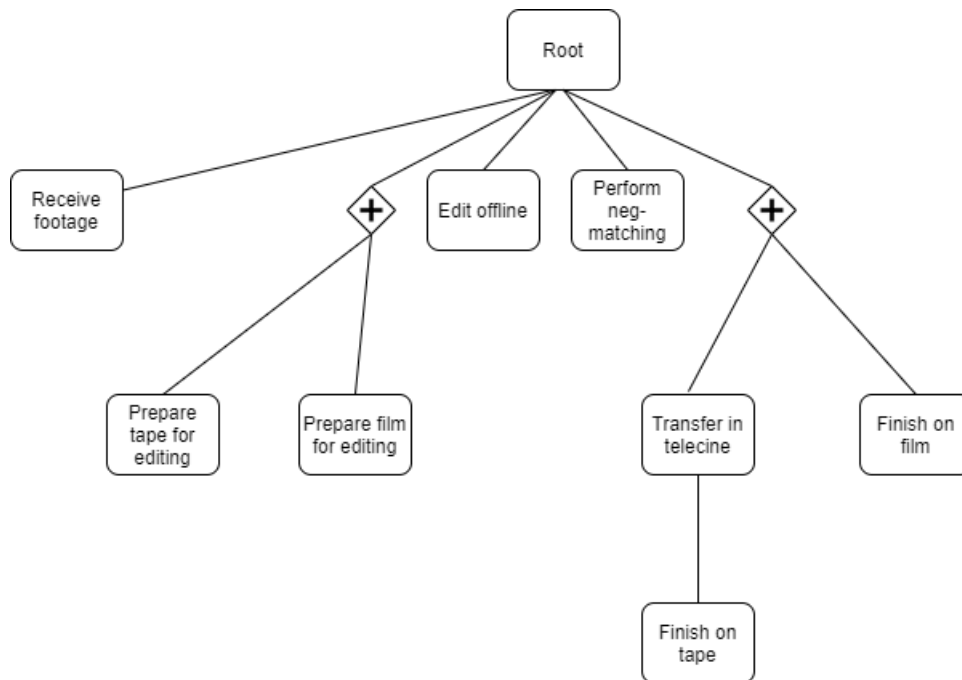 Root
Receive
footage
Edit offline
Perform
neg-
matching
Prepare
tape for
editing
Prepare film
for editing
Transfer in
telecine
Finish on
film
Finish on
tape